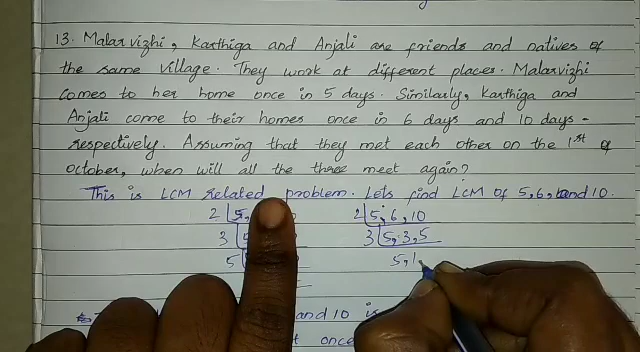 13. Malarvizhi, Karthiga and Anjali are friends and natives of
the same village. They work at different places. Malarvizhi
comes to her home once in 5 days. Similarly, Karthiga and
Anjali come to their homes once in 6 days and 10 days
respectively. Assuming that they met each other on the 1st of
October, when will all the three meet again?
This is LCM related problem. Lets find LCM of 5,6, and 10.
2 5, 2 5, 6, 10
3 3 5, 3, 5
5 5, 1
and 10 is
once